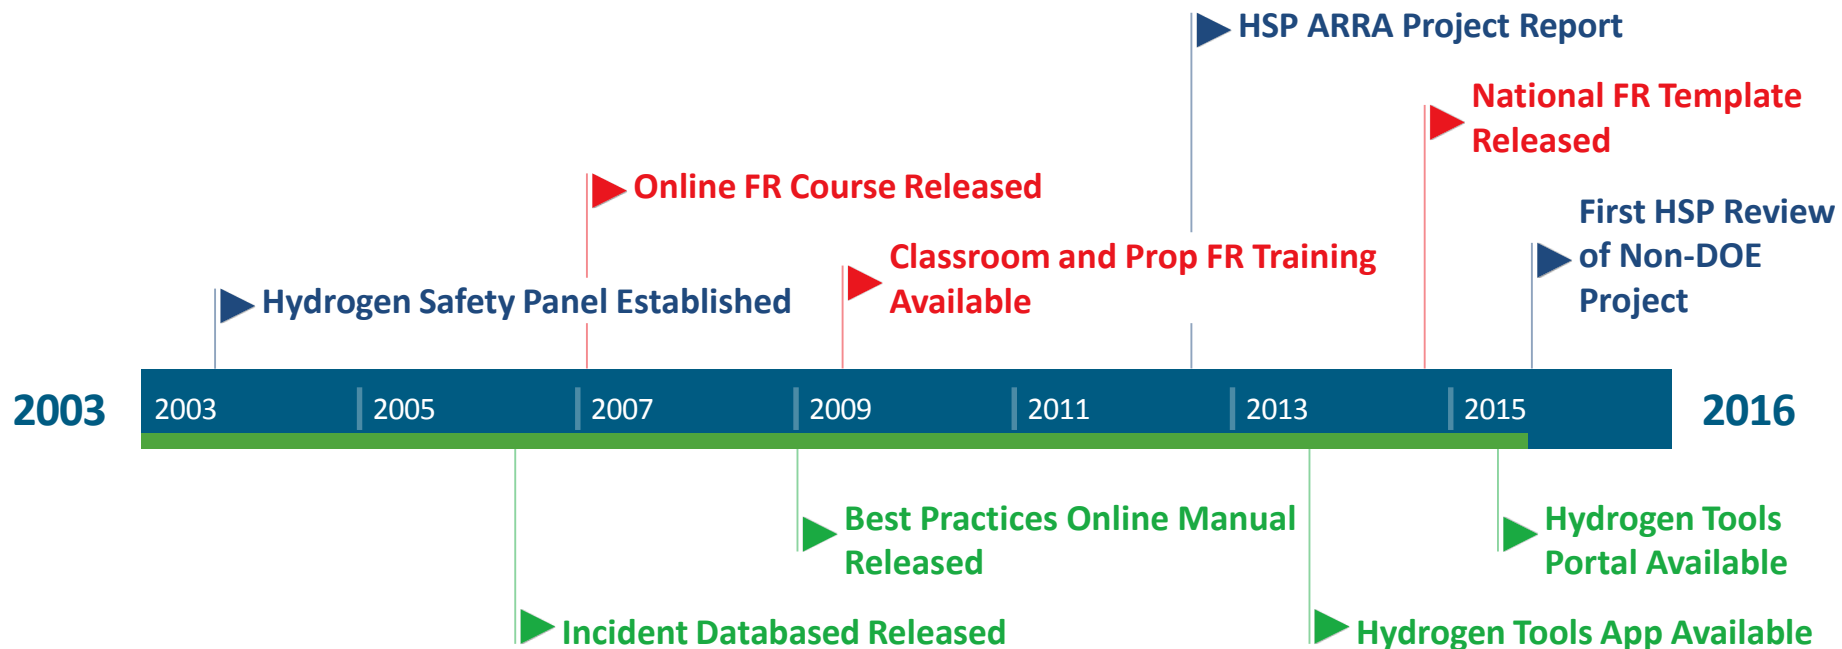 HSP ARRA Project Report
National FR Template
Released
Online FR Course Released
First HSP Review
of Non-DOE
Project
Classroom and Prop FR Training
Available
Hydrogen Safety Panel Established
2003
2003
2005
2007
2009
2011
2013
2015
2016
Best Practices Online Manual
Released
Hydrogen Tools
Portal Available
Incident Databased Released
Hydrogen Tools App Available